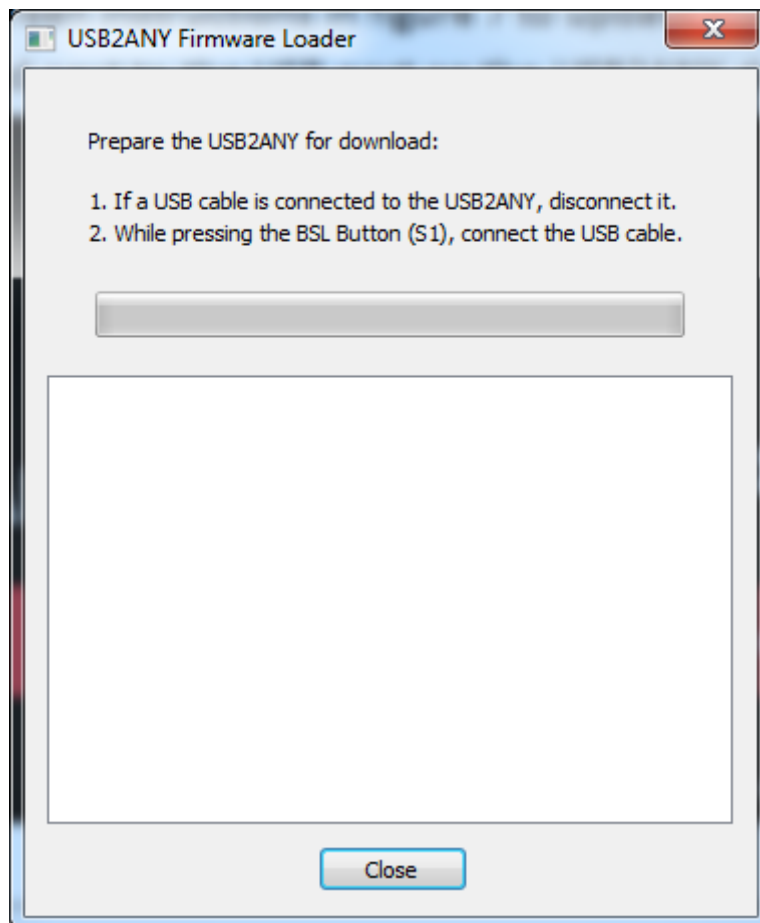 USB2ANY Firmware Loader
Prepare the USB2ANY for download:
1. If a USB cable is connected to the USB2ANY, disconnect it.
2. While pressing the BSL Button (S1), connect the USB cable.
Close